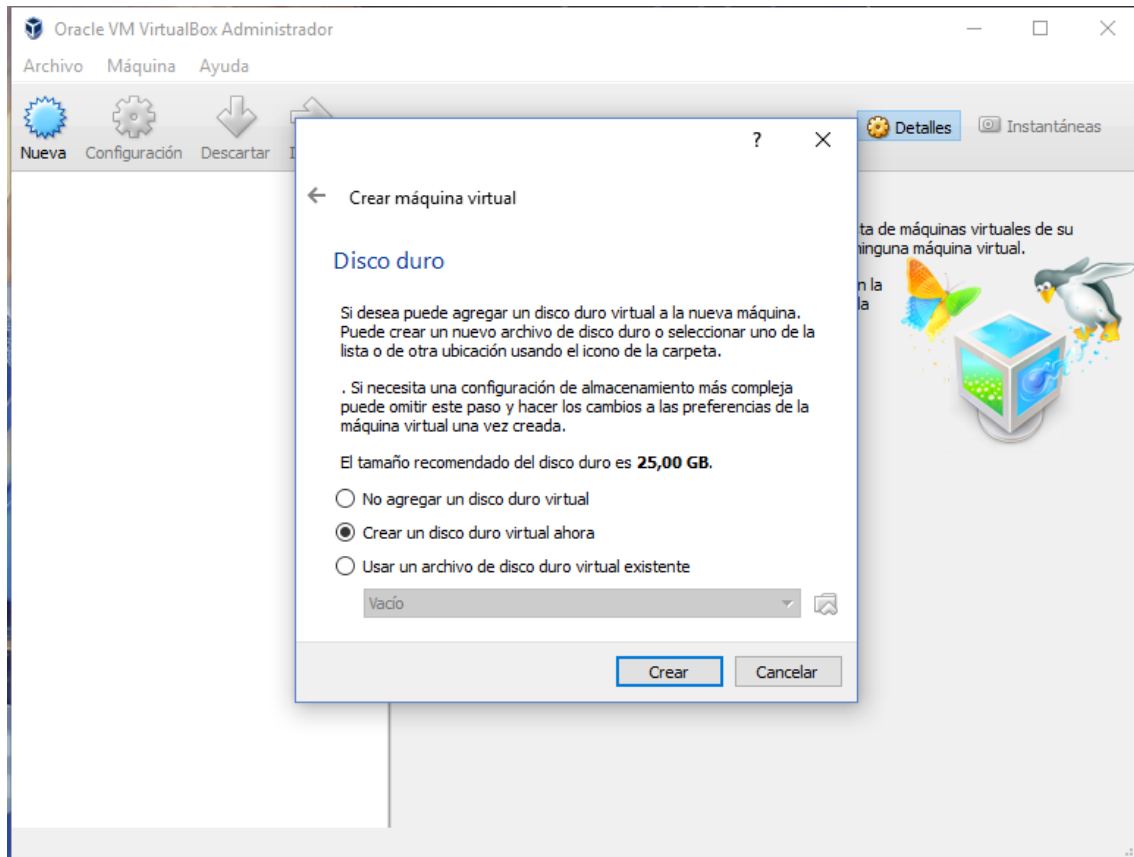 Oracle VM VirtualBox Administrador
Archivo Máquina Ayuda
Nueva Configuración Descartar
Detalles Instantáneas
ta de máquinas virtuales de su
ninguna máquina virtual.
n la
la
?
Crear máquina virtual
Disco duro
Si desea puede agregar un disco duro virtual a la nueva máquina.
Puede crear un nuevo archivo de disco duro o seleccionar uno de la
lista o de otra ubicación usando el icono de la carpeta.
. Si necesita una configuración de almacenamiento más compleja
puede omitir este paso y hacer los cambios a las preferencias de la
máquina virtual una vez creada.
El tamaño recomendado del disco duro es 25,00 GB.
No agregar un disco duro virtual
Crear un disco duro virtual ahora
Usar un archivo de disco duro virtual existente
Vacío
Crear Cancelar